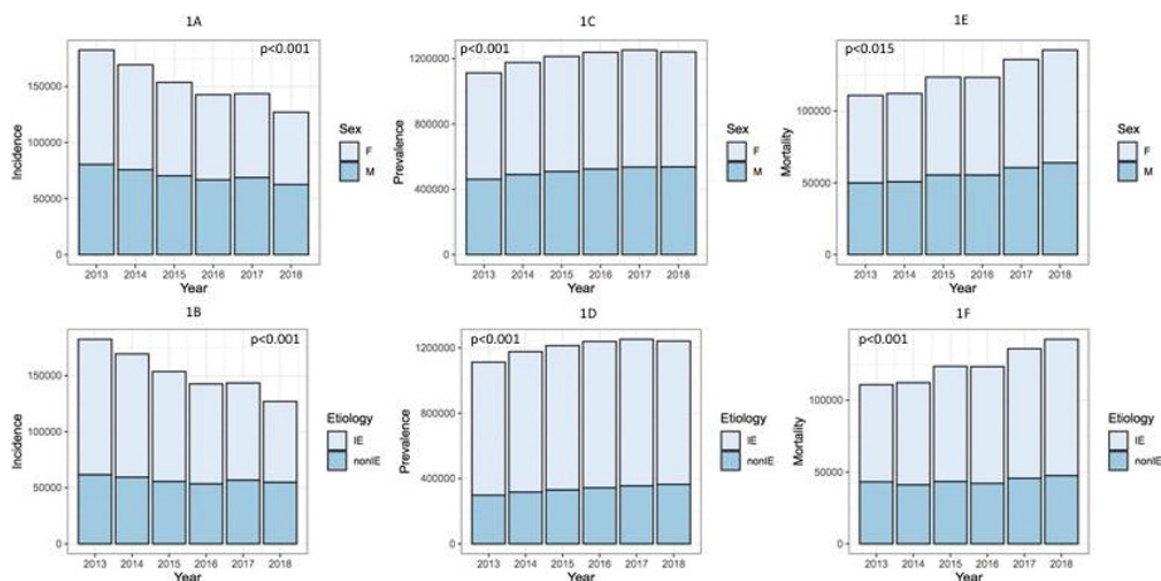 1A
p<0.001
150000
100000
50000
0
Incidence
2013 2014 2015 2016 2017 2018
Year
Sex
F
M
1C
p<0.001
1200000
800000
400000
0
Prevalence
2013 2014 2015 2016 2017 2018
Year
Sex
F
M
1E
p<0.015
100000
50000
0
Mortality
2013 2014 2015 2016 2017 2018
Year
Sex
F
M
1B
p<0.001
150000
100000
50000
0
Incidence
2013 2014 2015 2016 2017 2018
Year
Etiology
IE
nonIE
1D
p<0.001
1200000
800000
400000
0
Prevalence
2013 2014 2015 2016 2017 2018
Year
Etiology
IE
nonIE
1F
p<0.001
100000
50000
0
Mortality
2013 2014 2015 2016 2017 2018
Year
Etiology
IE
nonIE